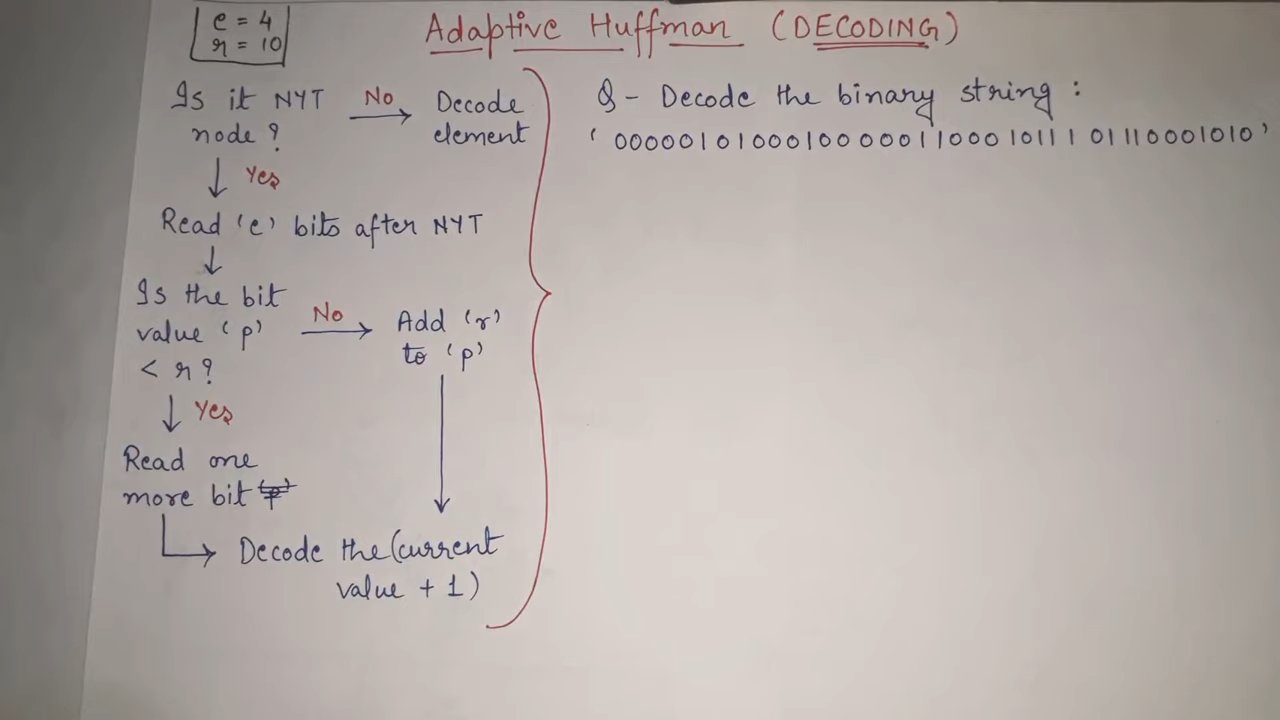 e = 4
r = 10
Adaptive Huffman (DECODING)
Is it NYT node ?
No
Decode element
Yes
Read 'e' bits after NYT
Is the bit
value 'p'
< r ?
No
Add 'r'
to 'p'
Yes
Read one
more bit
Decode the (current
value + 1)
Q - Decode the binary string :
'00000101000100000110001011101110001010'